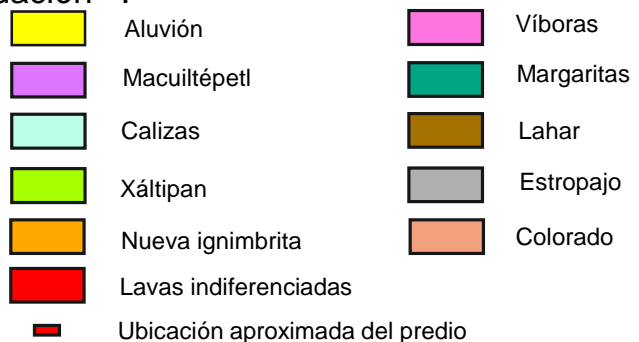 Aluvión
Macuiltépetl
Calizas
Xáltipan
Nueva ignimbrita
Lavas indiferenciadas
Ubicación aproximada del predio
Víboras
Margaritas
Lahar
Estropajo
Colorado